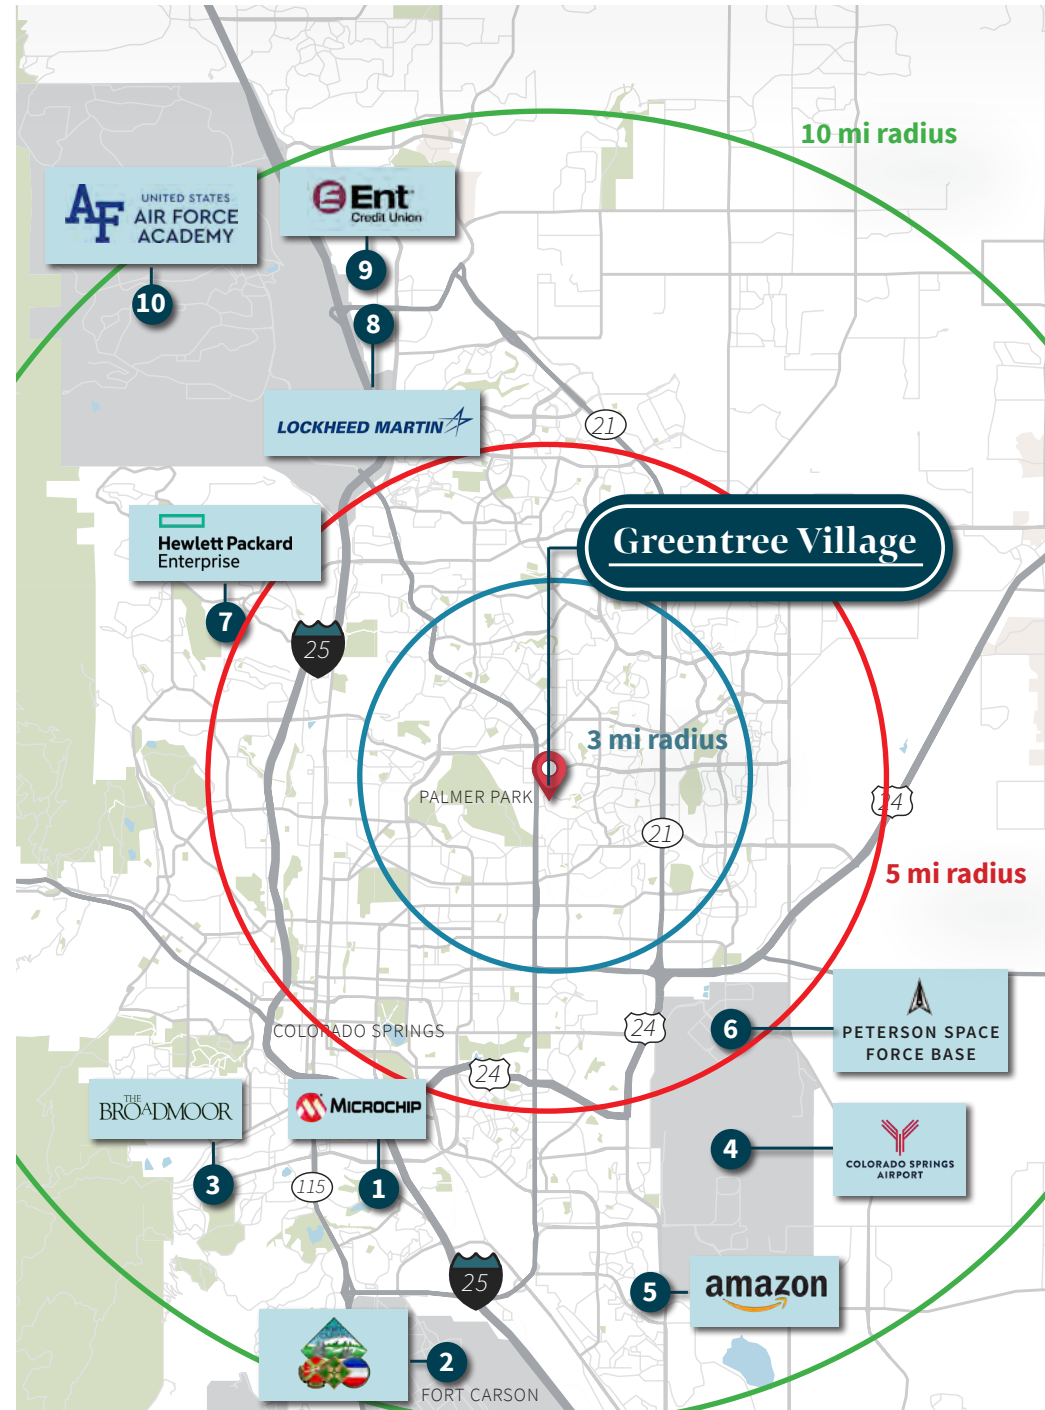 10 mi radius
UNITED STATES
AF AIR FORCE
ACADEMY
10
Ent
Credit Union
9
8
LOCKHEED MARTIN
21
Hewlett Packard
Enterprise
7
25
Greentree Village
3 mi radius
PALMER PARK
24
21
5 mi radius
6
PETERSON SPACE
FORCE BASE
COLORADO SPRINGS
24
24
THE
BROADMOOR
3
MICROCHIP
1
115
4
COLORADO SPRINGS
AIRPORT
25
5
amazon
2
FORT CARSON